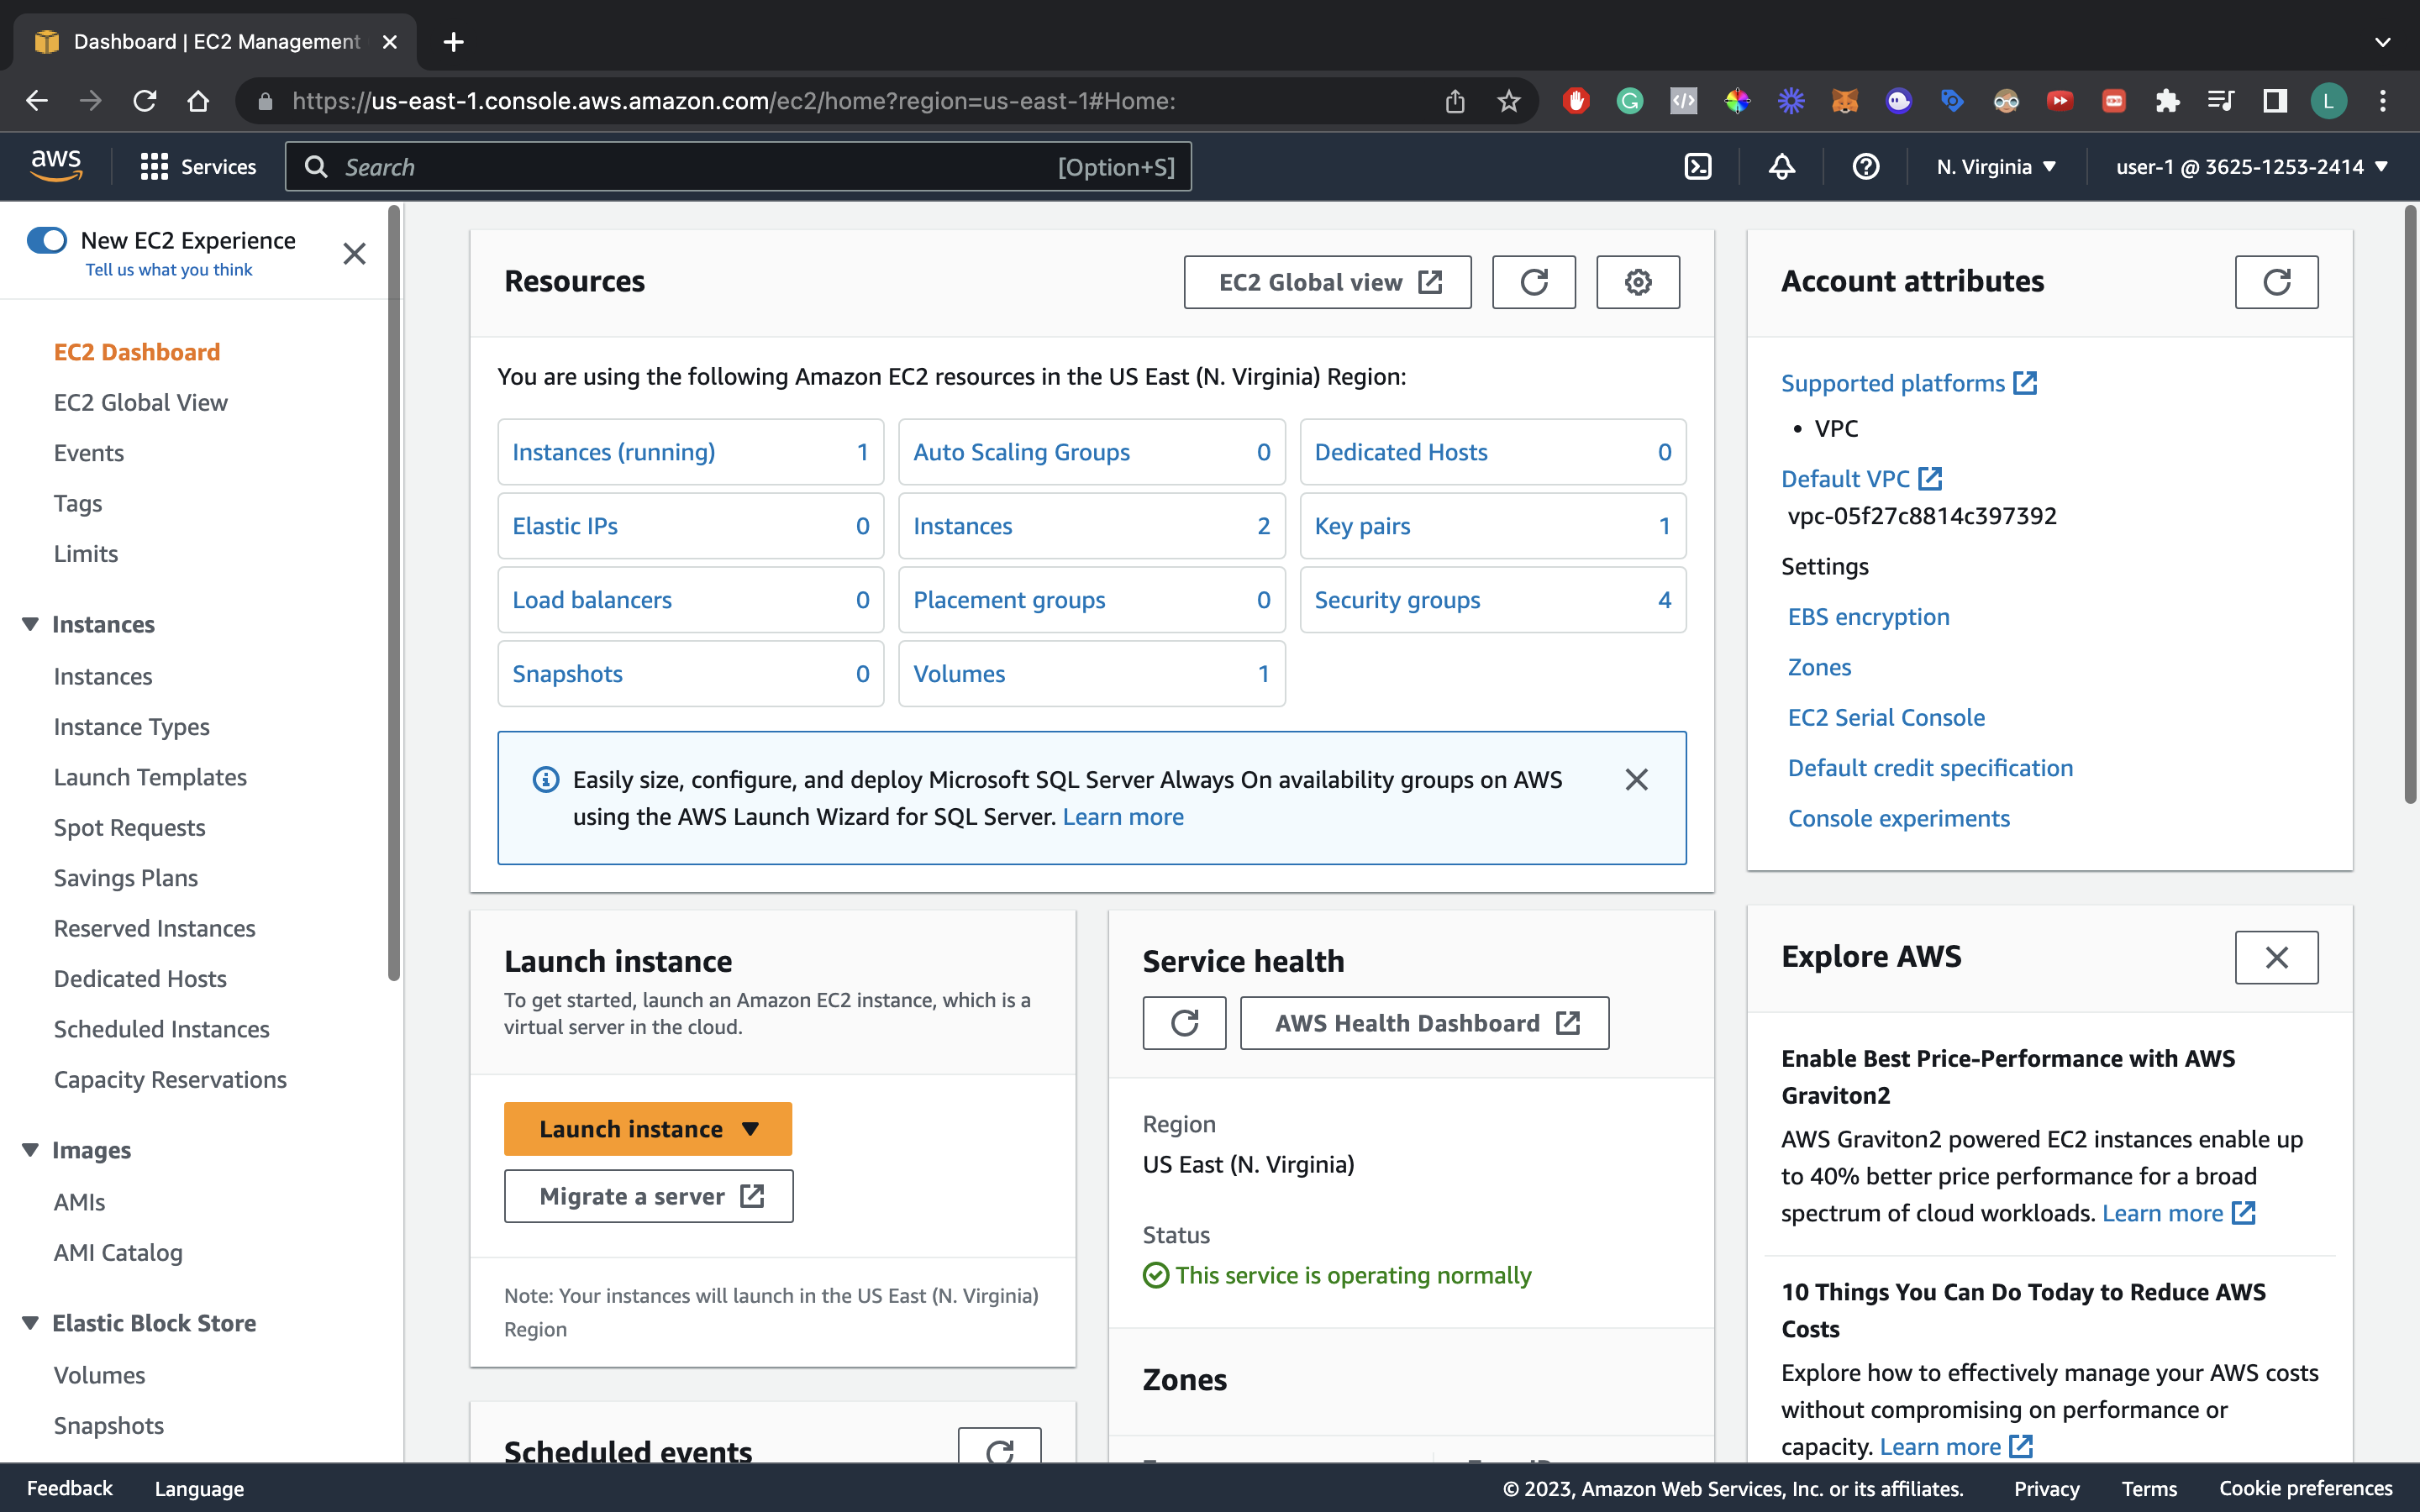 Dashboard | EC2 Management
https://us-east-1.console.aws.amazon.com/ec2/home?region=us-east-1#Home:
L
aws
Services
Search
[Option+S]
N. Virginia
user-1 @ 3625-1253-2414
New EC2 Experience
Tell us what you think
EC2 Dashboard
EC2 Global View
Events
Tags
Limits
Instances
Instances
Instance Types
Launch Templates
Spot Requests
Savings Plans
Reserved Instances
Dedicated Hosts
Scheduled Instances
Capacity Reservations
Images
AMIs
AMI Catalog
Elastic Block Store
Volumes
Snapshots
Resources
EC2 Global view
You are using the following Amazon EC2 resources in the US East (N. Virginia) Region:
Instances (running) 1
Auto Scaling Groups 0
Dedicated Hosts 0
Elastic IPs 0
Instances 2
Key pairs 1
Load balancers 0
Placement groups 0
Security groups 4
Snapshots 0
Volumes 1
Easily size, configure, and deploy Microsoft SQL Server Always On availability groups on AWS
using the AWS Launch Wizard for SQL Server. Learn more
Launch instance
To get started, launch an Amazon EC2 instance, which is a
virtual server in the cloud.
Launch instance
Migrate a server
Note: Your instances will launch in the US East (N. Virginia)
Region
Scheduled events
Service health
AWS Health Dashboard
Region
US East (N. Virginia)
Status
This service is operating normally
Zones
Account attributes
Supported platforms
• VPC
Default VPC
vpc-05f27c8814c397392
Settings
EBS encryption
Zones
EC2 Serial Console
Default credit specification
Console experiments
Explore AWS
Enable Best Price-Performance with AWS
Graviton2
AWS Graviton2 powered EC2 instances enable up
to 40% better price performance for a broad
spectrum of cloud workloads. Learn more
10 Things You Can Do Today to Reduce AWS
Costs
Explore how to effectively manage your AWS costs
without compromising on performance or
capacity. Learn more
Feedback
Language
© 2023, Amazon Web Services, Inc. or its affiliates.
Privacy
Terms
Cookie preferences